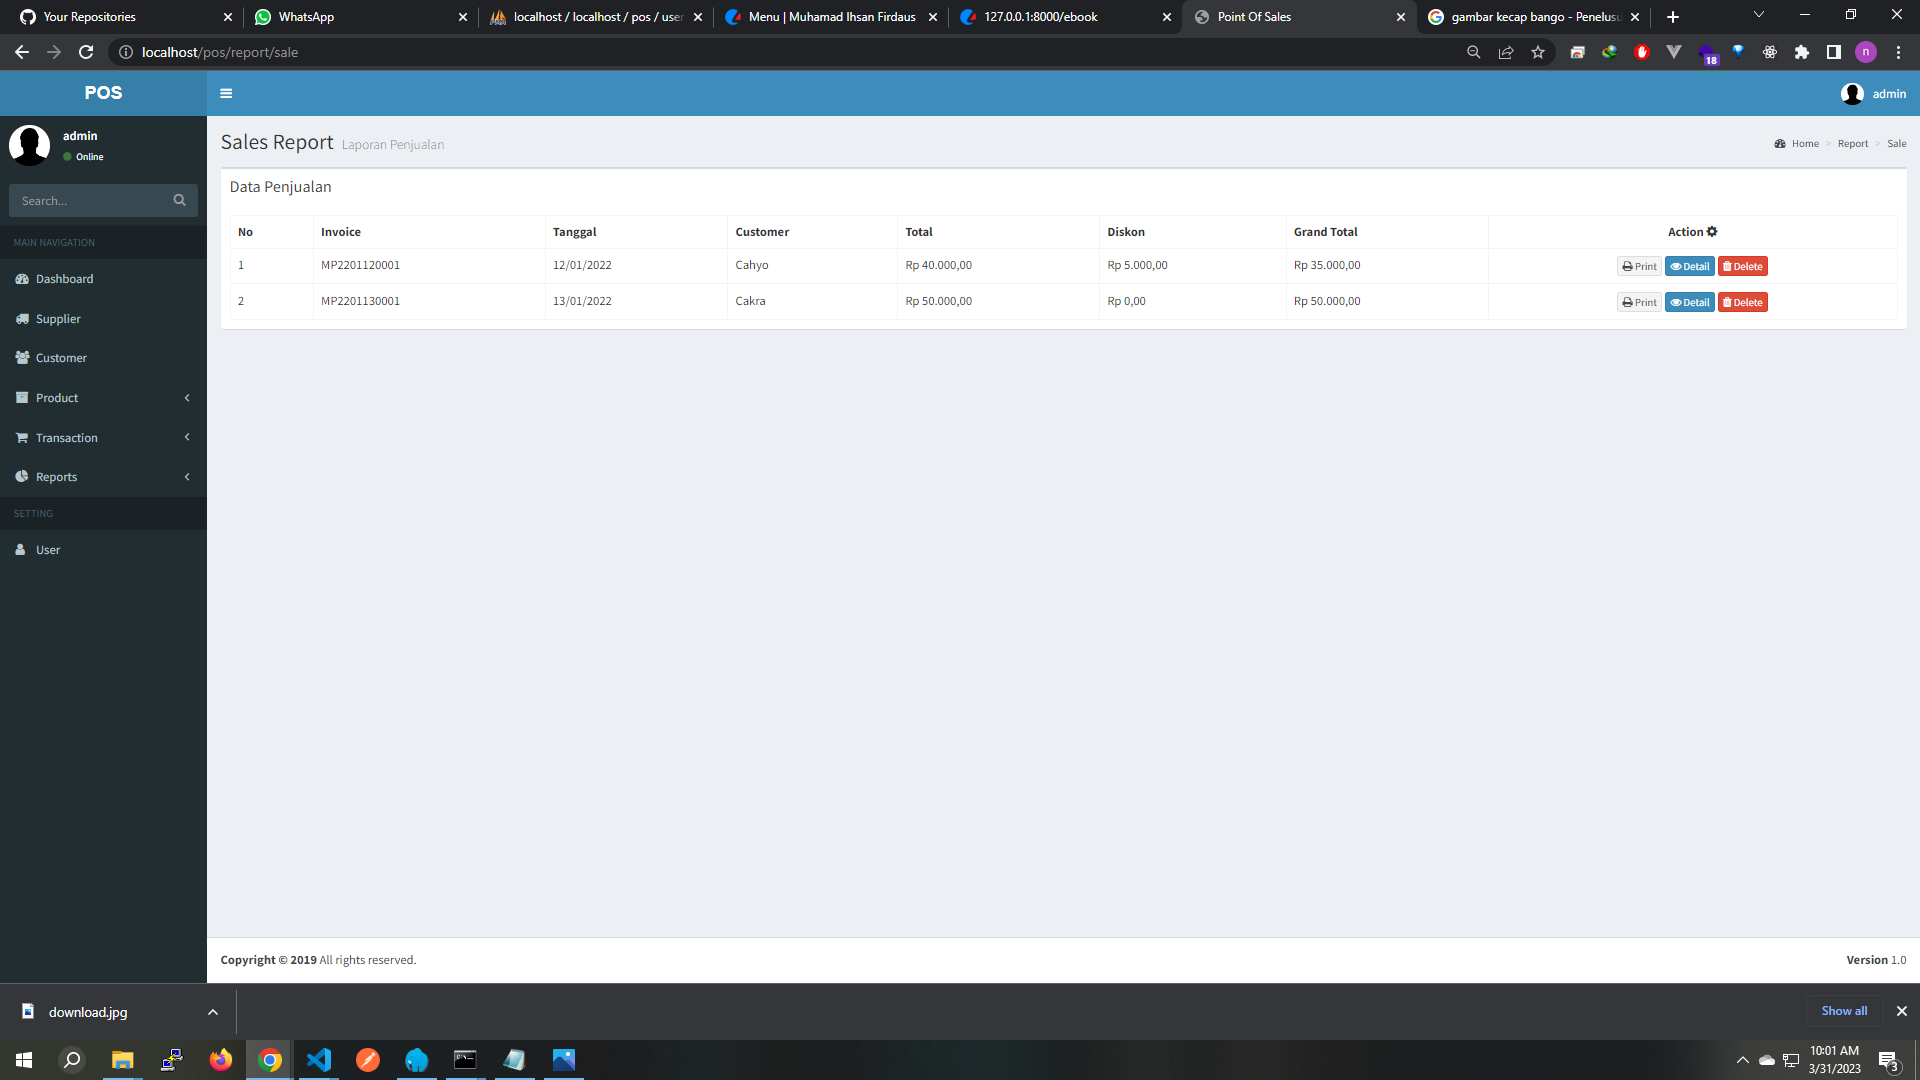 Your Repositories
WhatsApp
localhost / localhost / pos / user
Menu | Muhamad Ihsan Firdaus
127.0.0.1:8000/ebook
Point Of Sales
gambar kecap bango - Penelusu
localhost/pos/report/sale
18
n
POS
admin
admin
Online
Search...
MAIN NAVIGATION
Dashboard
Supplier
Customer
Product
Transaction
Reports
SETTING
User
Sales Report Laporan Penjualan
Home > Report > Sale
Data Penjualan
No Invoice Tanggal Customer Total Diskon Grand Total Action
1 MP2201120001 12/01/2022 Cahyo Rp 40.000,00 Rp 5.000,00 Rp 35.000,00 Print Detail Delete
2 MP2201130001 13/01/2022 Cakra Rp 50.000,00 Rp 0,00 Rp 50.000,00 Print Detail Delete
Copyright © 2019 All rights reserved.
Version 1.0
download.jpg
Show all
10:01 AM
3/31/2023
3